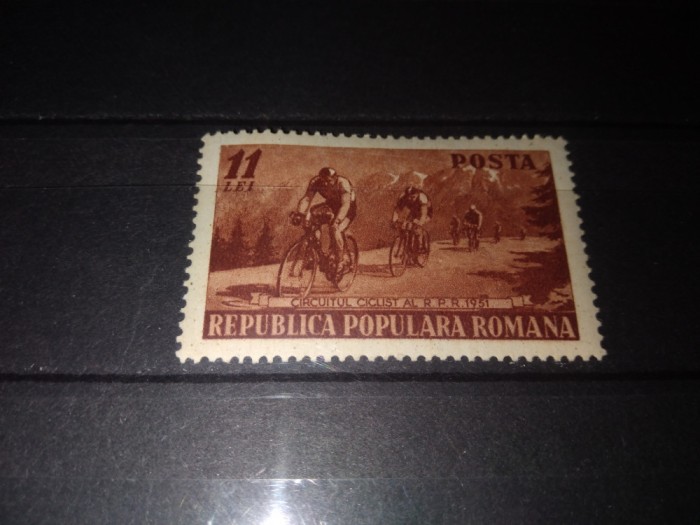 11 POSTA
LEI
CIRCUITUL CICLIST AL R.P.R. 1951
REPUBLICA POPULARA ROMANA